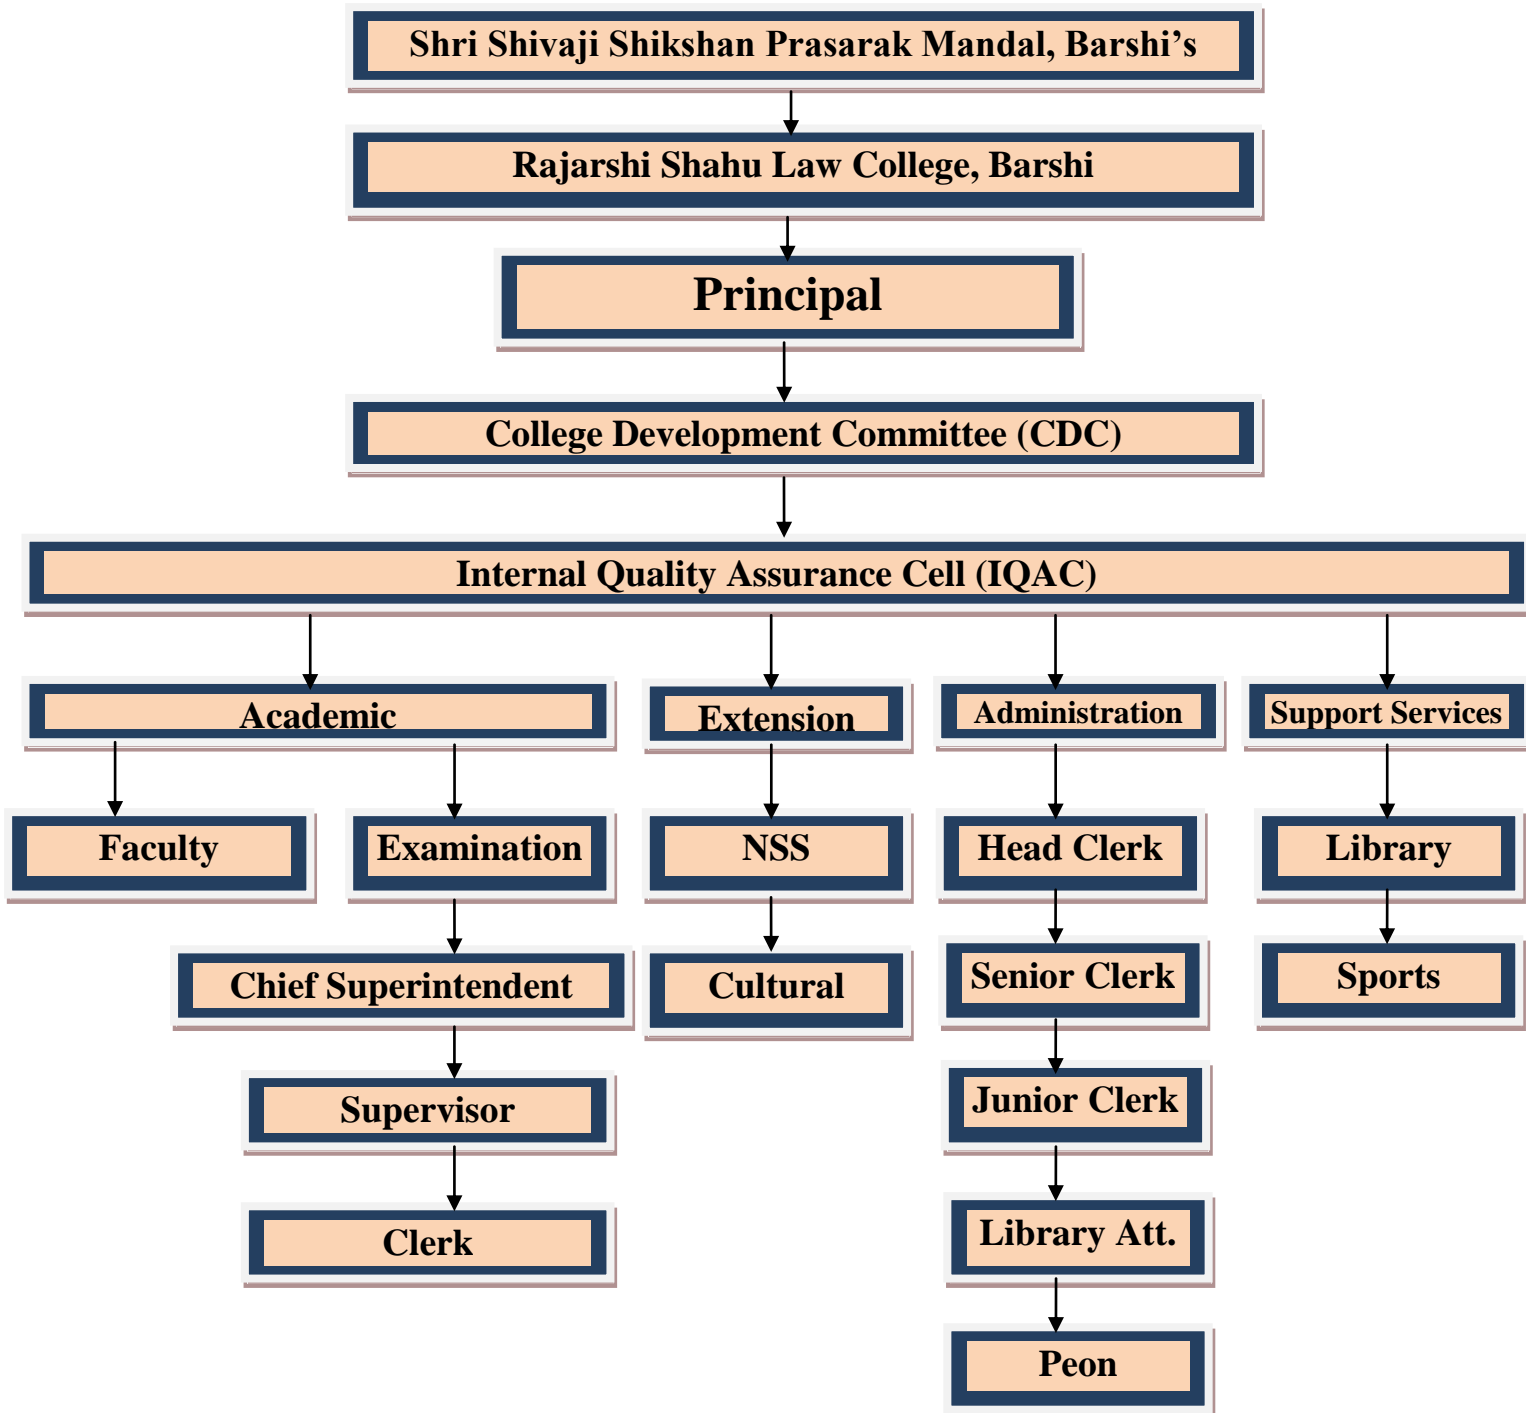 Shri Shivaji Shikshan Prasarak Mandal, Barshi’s
Rajarshi Shahu Law College, Barshi
Principal
College Development Committee (CDC)
Internal Quality Assurance Cell (IQAC)
Academic
Extension
Administration
Support Services
Faculty
Examination
NSS
Head Clerk
Library
Chief Superintendent
Cultural
Senior Clerk
Sports
Supervisor
Junior Clerk
Clerk
Library Att.
Peon